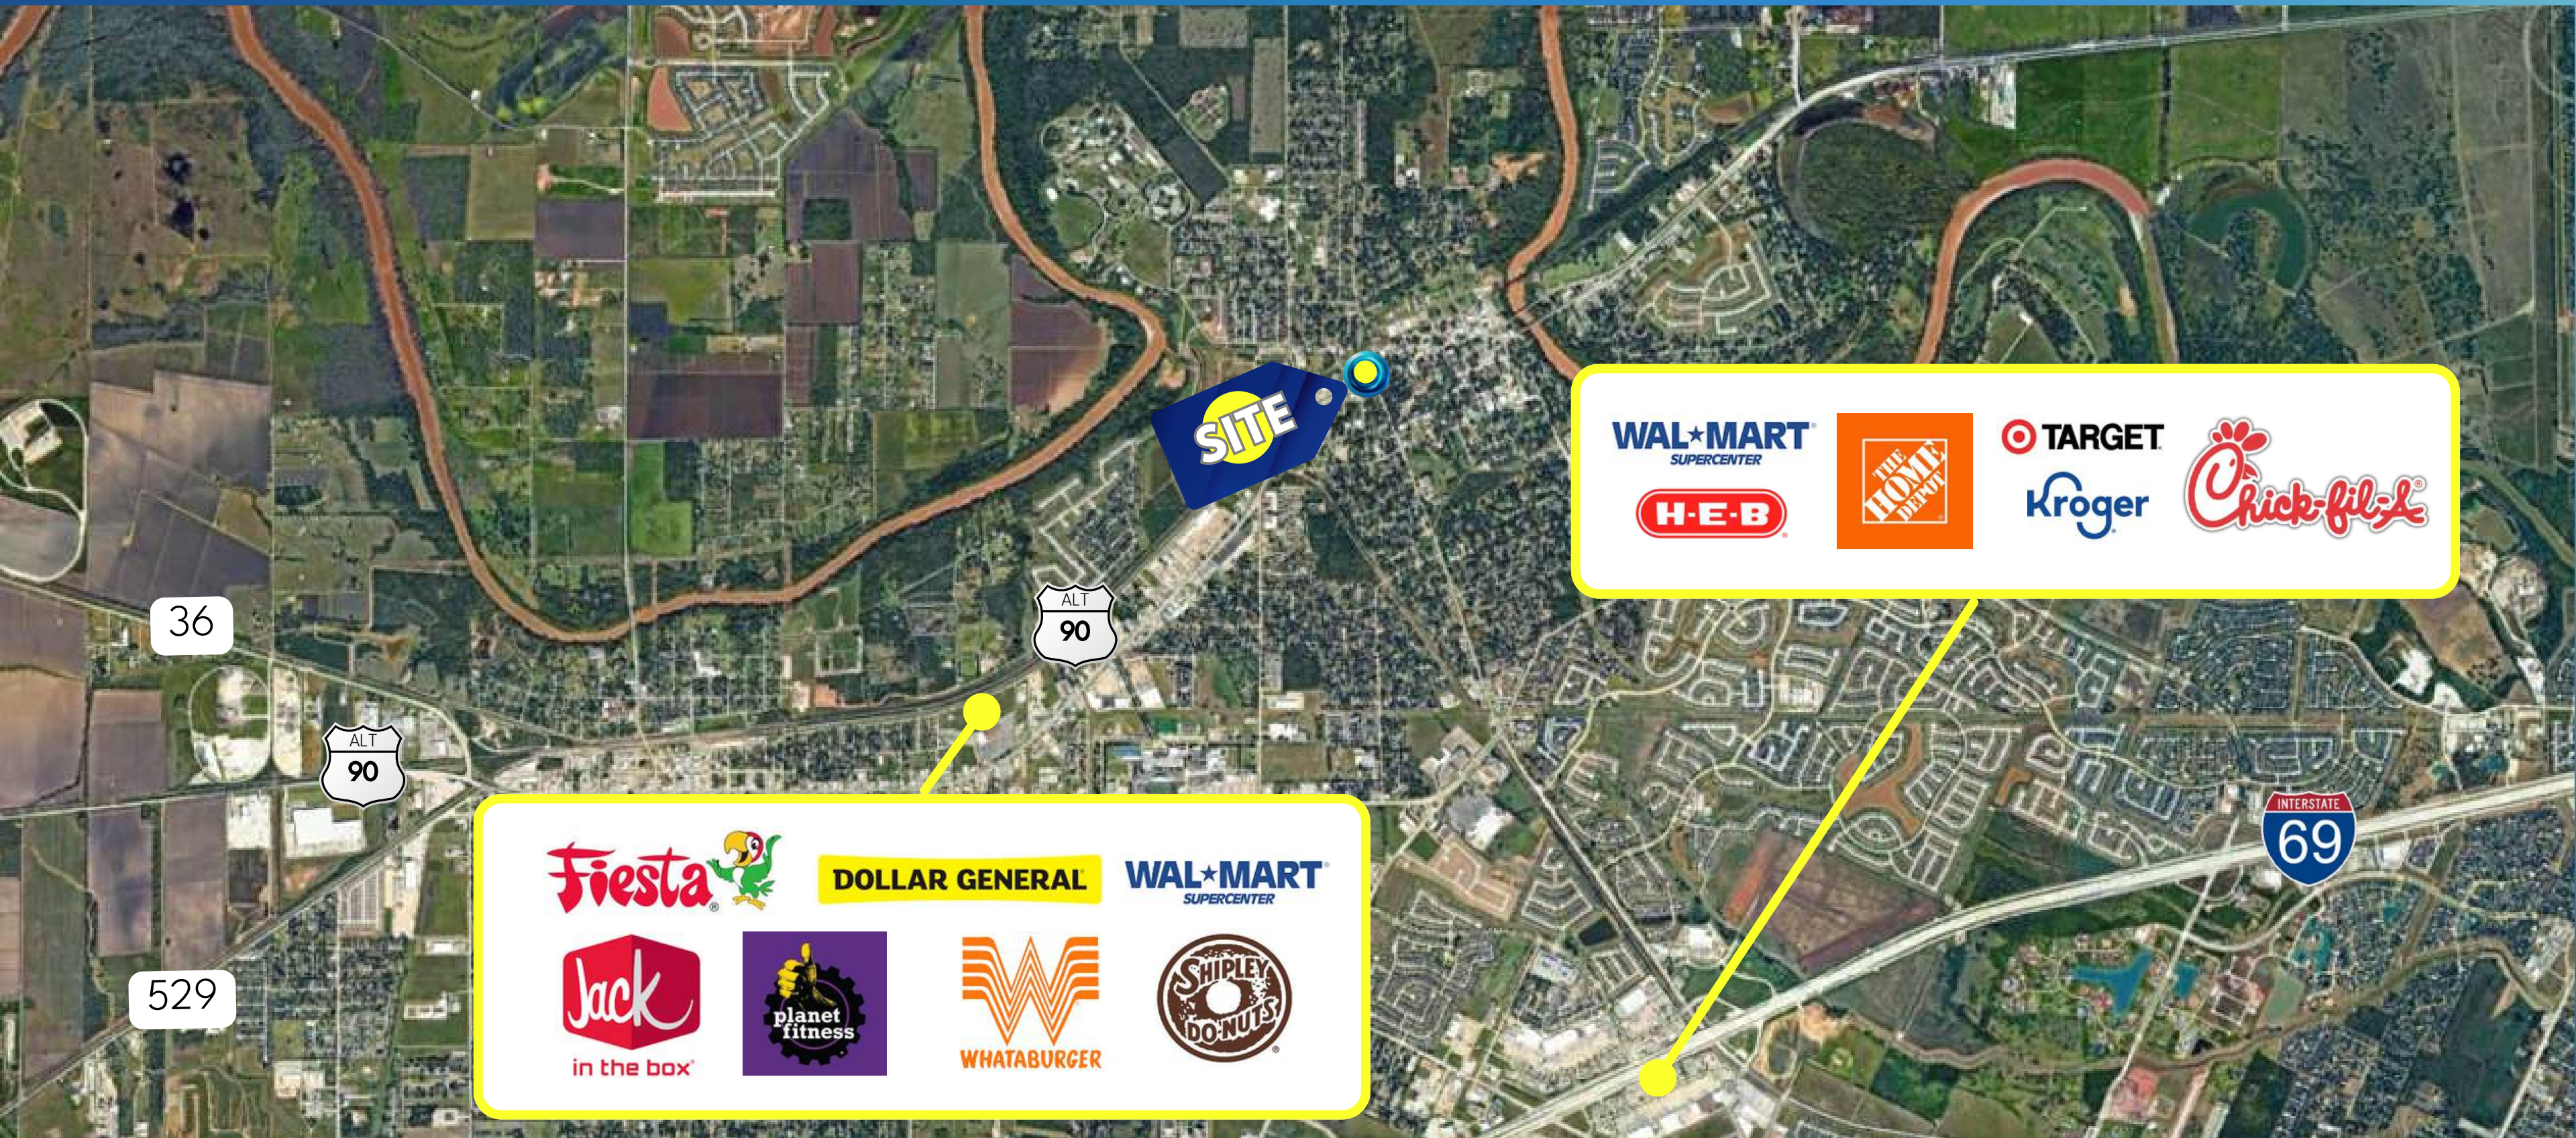 SITE
WAL★MART
SUPERCENTER
H-E-B
THE
HOME
DEPOT
TARGET
Kroger
Chick-fil-A
36
ALT
90
ALT
90
INTERSTATE
69
529
Fiesta
DOLLAR GENERAL
WAL★MART
SUPERCENTER
Jack
in the box
planet
fitness
WHATABURGER
SHIPLEY
DO-NUTS